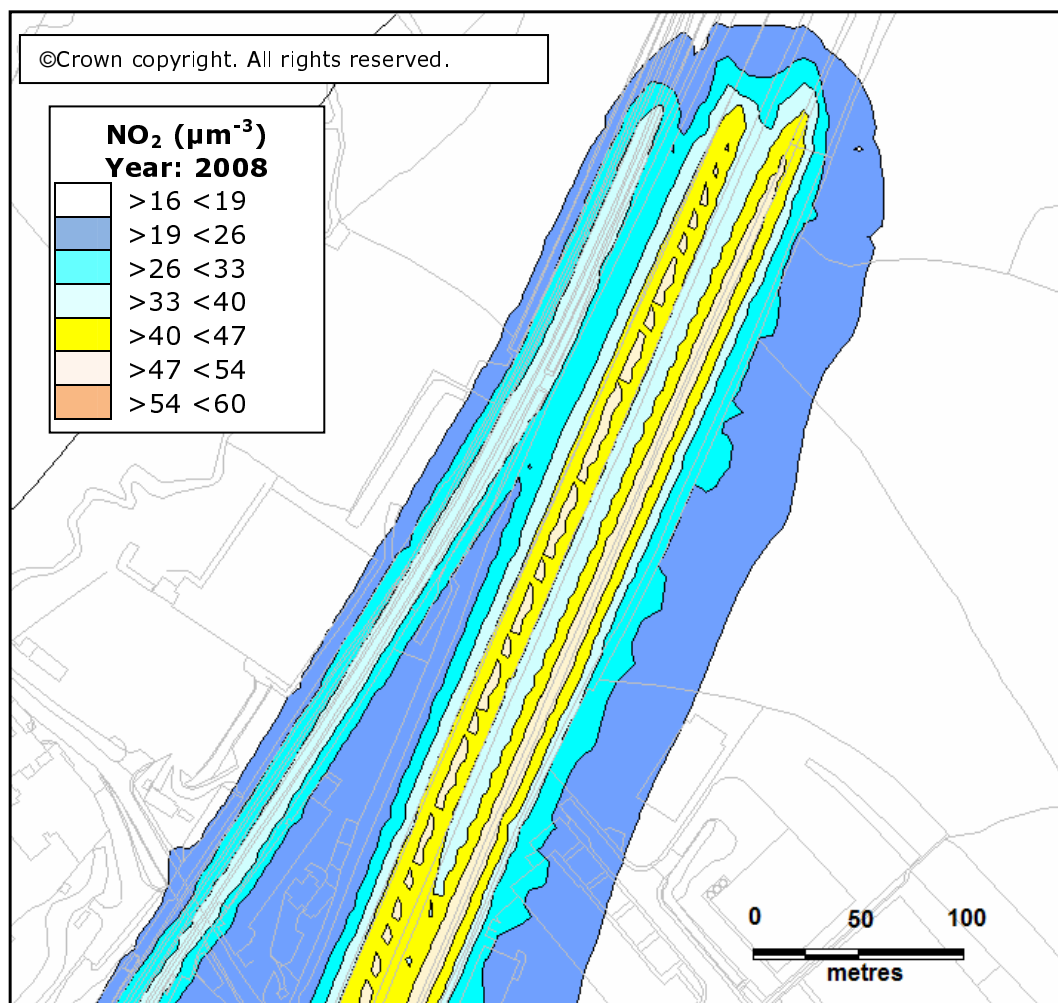 ©Crown copyright. All rights reserved.
NO₂ (µm⁻³)
Year: 2008
>16 <19
>19 <26
>26 <33
>33 <40
>40 <47
>47 <54
>54 <60
0 50 100
metres